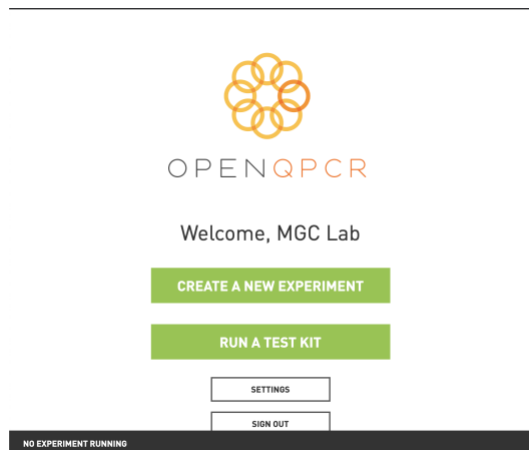 OPENQPCR
Welcome, MGC Lab
CREATE A NEW EXPERIMENT
RUN A TEST KIT
SETTINGS
SIGN OUT
NO EXPERIMENT RUNNING